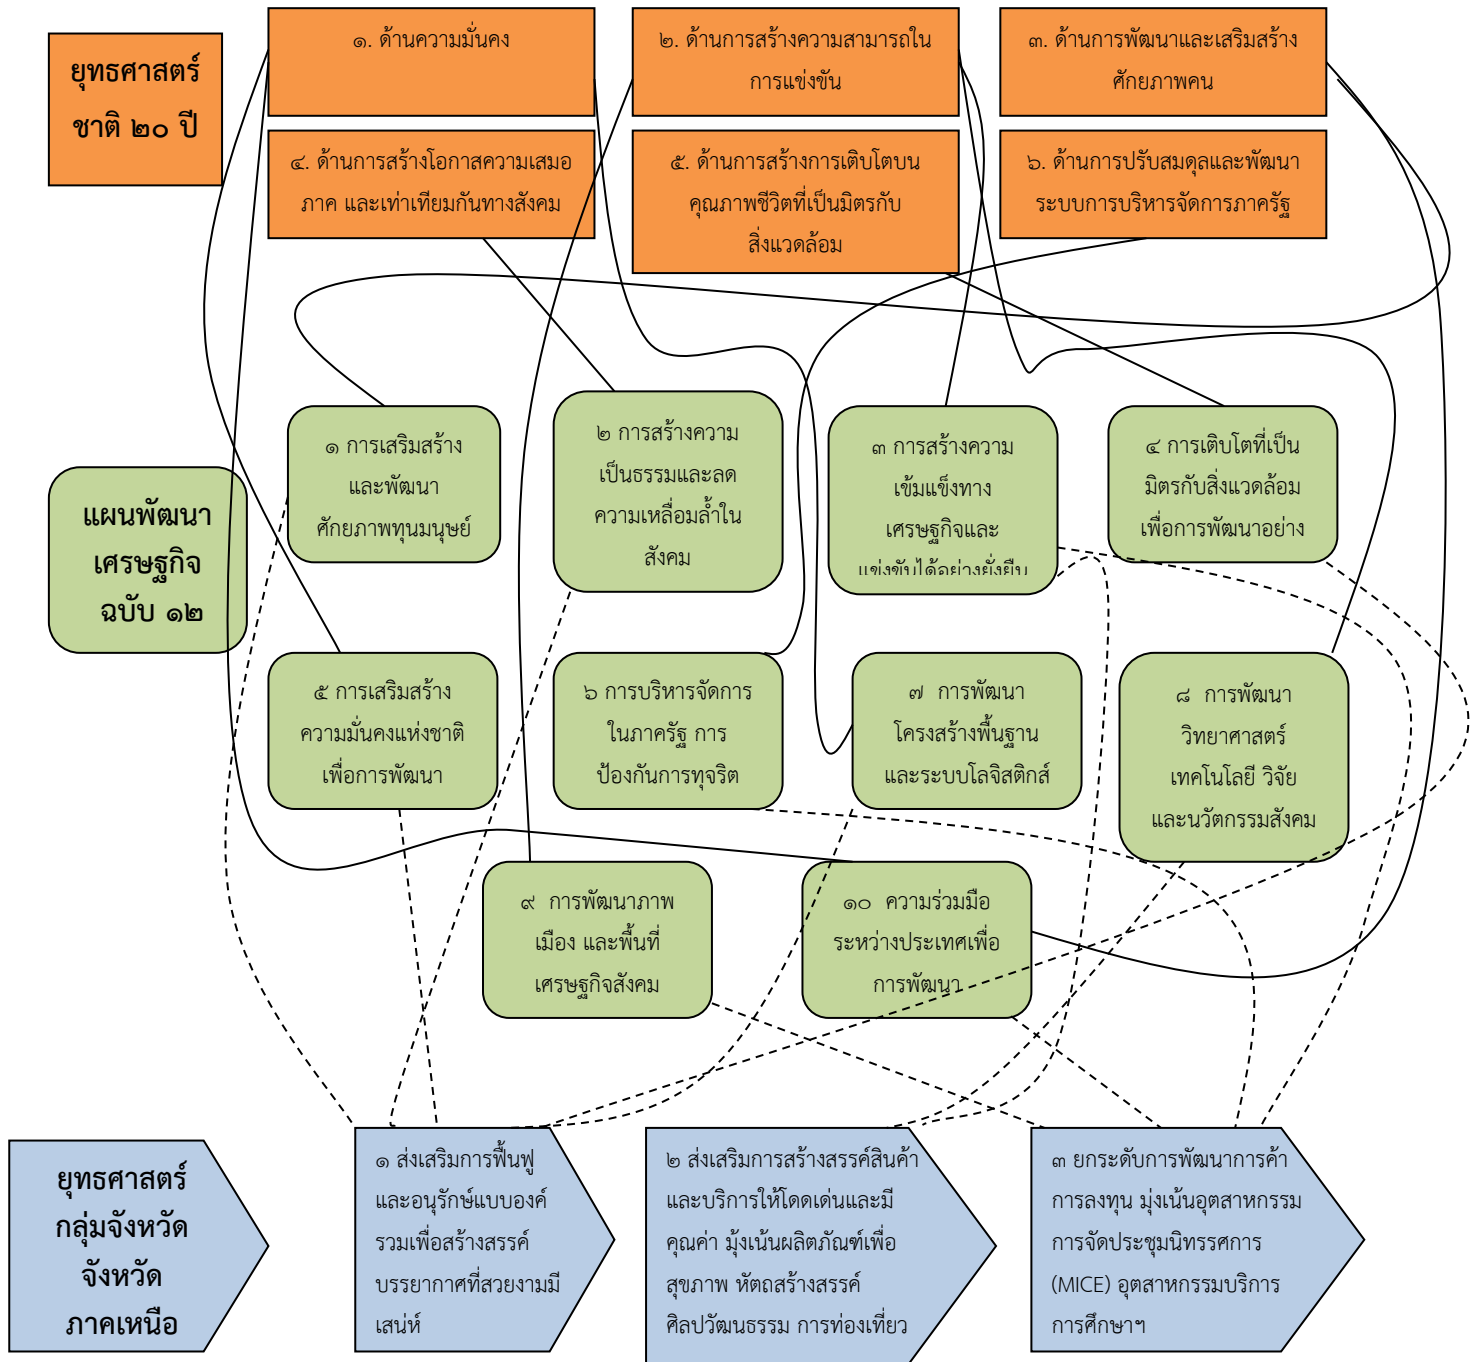 ยุทธศาสตร์
ชาติ ๒๐ ปี
๑. ด้านความมั่นคง
๒. ด้านการสร้างความสามารถใน
การแข่งขัน
๓. ด้านการพัฒนาและเสริมสร้าง
ศักยภาพคน
๔. ด้านการสร้างโอกาสความเสมอ
ภาค และเท่าเทียมกันทางสังคม
๕. ด้านการสร้างการเติบโตบน
คุณภาพชีวิตที่เป็นมิตรกับ
สิ่งแวดล้อม
๖. ด้านการปรับสมดุลและพัฒนา
ระบบการบริหารจัดการภาครัฐ
แผนพัฒนา
เศรษฐกิจ
ฉบับ ๑๒
๑ การเสริมสร้าง
และพัฒนา
ศักยภาพทุนมนุษย์
๒ การสร้างความ
เป็นธรรมและลด
ความเหลื่อมล้ำใน
สังคม
๓ การสร้างความ
เข้มแข็งทาง
เศรษฐกิจและ
แข่งขันได้อย่างยั่งยืน
๔ การเติบโตที่เป็น
มิตรกับสิ่งแวดล้อม
เพื่อการพัฒนาอย่าง
๕ การเสริมสร้าง
ความมั่นคงแห่งชาติ
เพื่อการพัฒนา
๖ การบริหารจัดการ
ในภาครัฐ การ
ป้องกันการทุจริต
๗ การพัฒนา
โครงสร้างพื้นฐาน
และระบบโลจิสติกส์
๘ การพัฒนา
วิทยาศาสตร์
เทคโนโลยี วิจัย
และนวัตกรรมสังคม
๙ การพัฒนาภาพ
เมือง และพื้นที่
เศรษฐกิจสังคม
๑๐ ความร่วมมือ
ระหว่างประเทศเพื่อ
การพัฒนา
ยุทธศาสตร์
กลุ่มจังหวัด
จังหวัด
ภาคเหนือ
๑ ส่งเสริมการฟื้นฟู
และอนุรักษ์แบบองค์
รวมเพื่อสร้างสรรค์
บรรยากาศที่สวยงามมี
เสน่ห์
๒ ส่งเสริมการสร้างสรรค์สินค้า
และบริการให้โดดเด่นและมี
คุณค่า มุ้งเน้นผลิตภัณฑ์เพื่อ
สุขภาพ หัตถสร้างสรรค์
ศิลปวัฒนธรรม การท่องเที่ยว
๓ ยกระดับการพัฒนาการค้า
การลงทุน มุ่งเน้นอุตสาหกรรม
การจัดประชุมนิทรรศการ
(MICE) อุตสาหกรรมบริการ
การศึกษาฯ